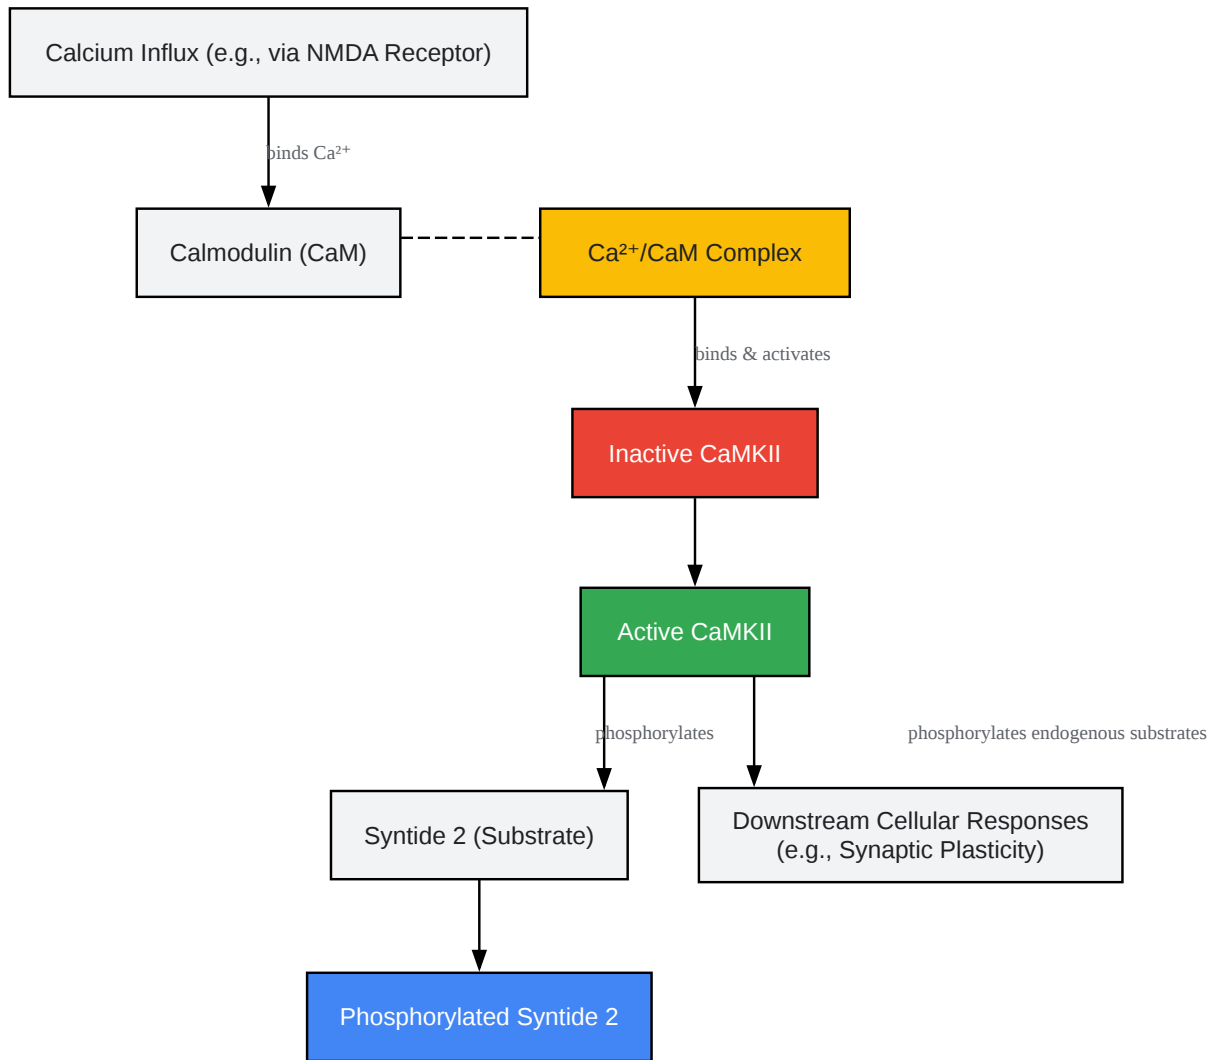 Calcium Influx (e.g., via NMDA Receptor)
binds Ca²⁺
Calmodulin (CaM)
Ca²⁺/CaM Complex
binds & activates
Inactive CaMKII
Active CaMKII
phosphorylates
phosphorylates endogenous substrates
Syntide 2 (Substrate)
Downstream Cellular Responses
(e.g., Synaptic Plasticity)
Phosphorylated Syntide 2